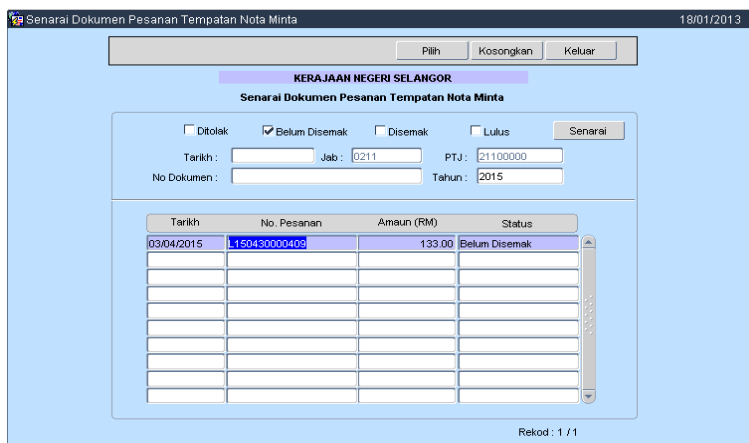 Senarai Dokumen Pesanan Tempatan Nota Minta 18/01/2013
Pilih Kosongkan Keluar
KERAJAAN NEGERI SELANGOR
Senarai Dokumen Pesanan Tempatan Nota Minta
Ditolak Belum Disemak Disemak Lulus Senarai
Tarikh : Jab : 0211 PTJ : 21100000
No Dokumen : Tahun : 2015
Tarikh No. Pesanan Amaun (RM) Status
03/04/2015 L150430000409 133.00 Belum Disemak
Rekod : 1 / 1